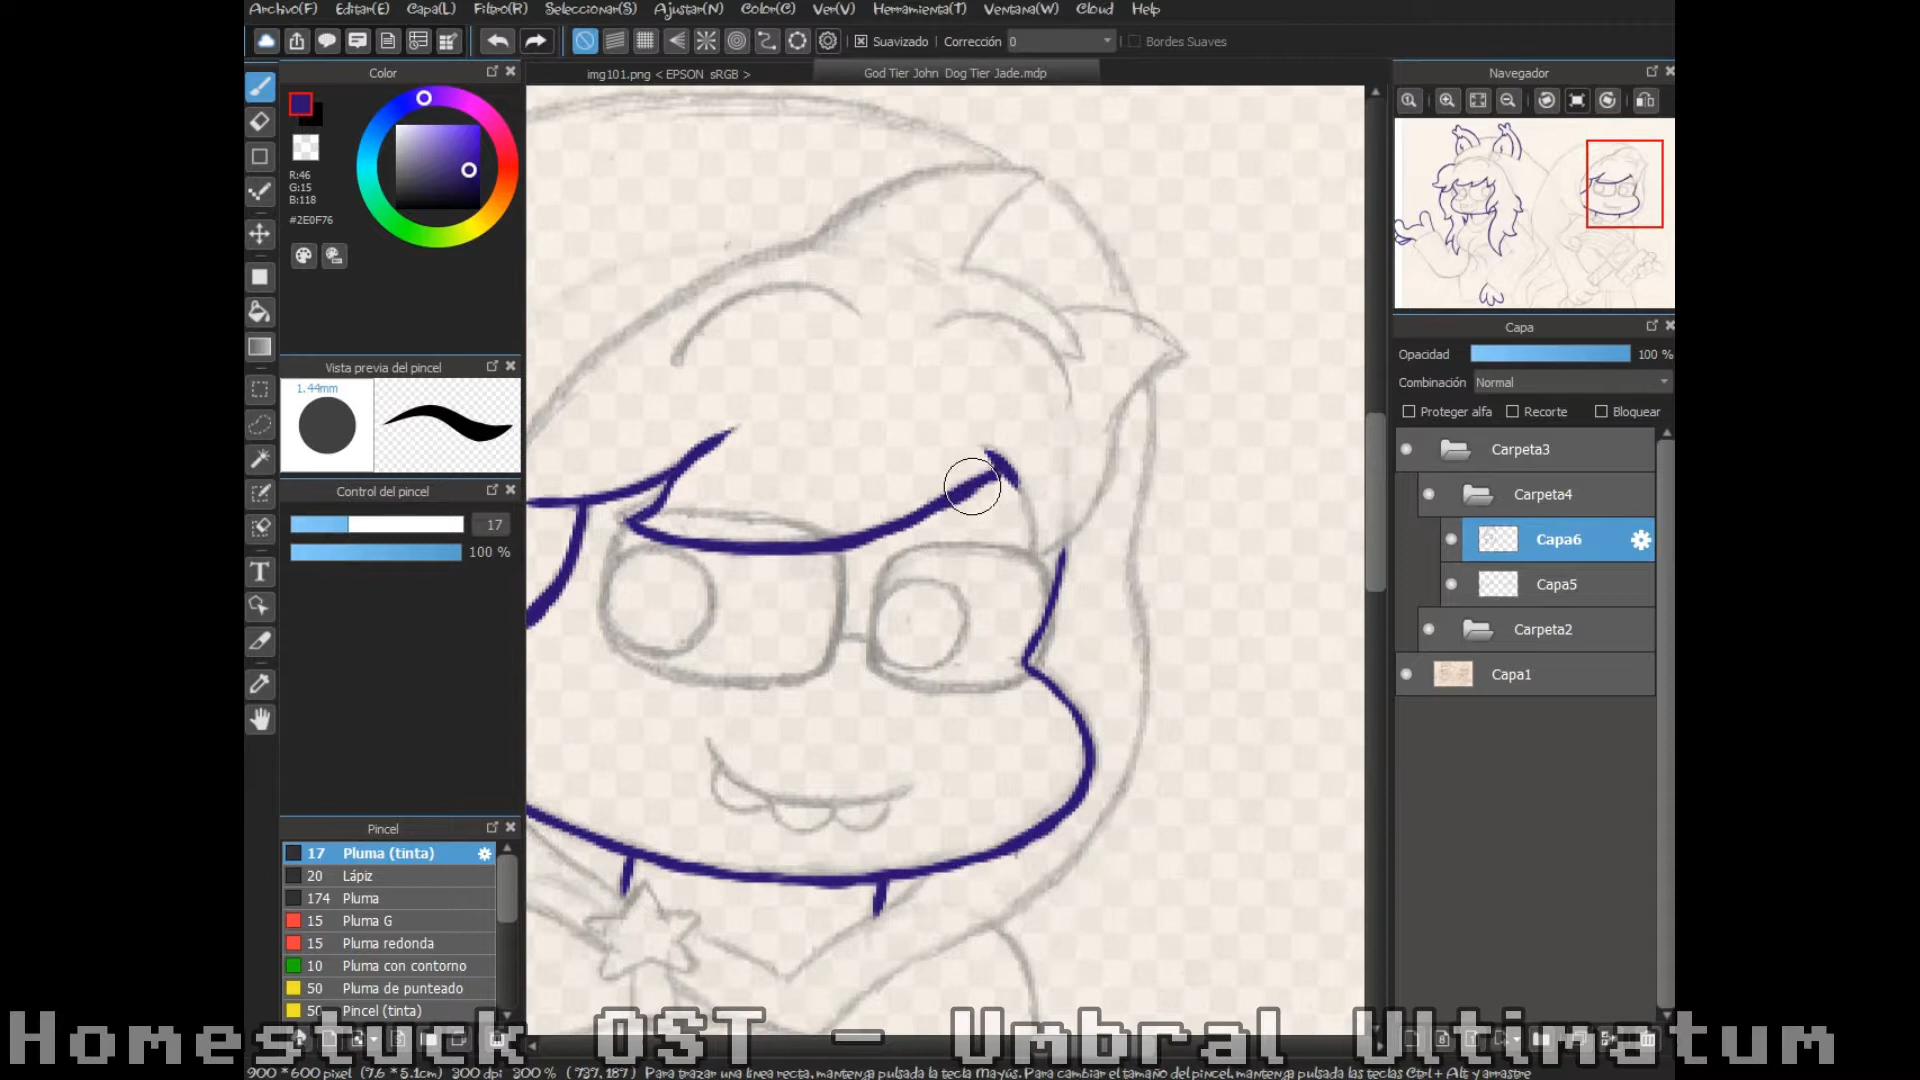 Archivo(F) Editar(E) Capa(L) Filtro(R) Seleccionar(S) Ajustar(N) Color(C) Ver(V) Herramienta(T) Ventana(W) Cloud Help
Suavizado Corrección 0 Bordes Suaves
Color
img101.png < EPSON sRGB >
God Tier John Dog Tier Jade.mdp
Navegador
R:46
G:15
B:118
#2E0F76
Vista previa del pincel
1.44mm
Control del pincel
17
100 %
Capa
Opacidad 100 %
Combinación Normal
Proteger alfa Recorte Bloquear
Carpeta3
Carpeta4
Capa6
Capa5
Carpeta2
Capa1
Pincel
17 Pluma (tinta)
20 Lápiz
174 Pluma
15 Pluma G
15 Pluma redonda
10 Pluma con contorno
50 Pluma de punteado
50 Pincel (tinta)
Homestuck OST - Umbral Ultimatum
900 * 600 pixel (7.6 * 5.1cm) 300 dpi 300 % (737, 187) Para trazar una línea recta, mantenga pulsada la tecla Mayús. Para cambiar el tamaño del pincel, mantenga pulsadas las teclas Ctrl + Alt y arrastre